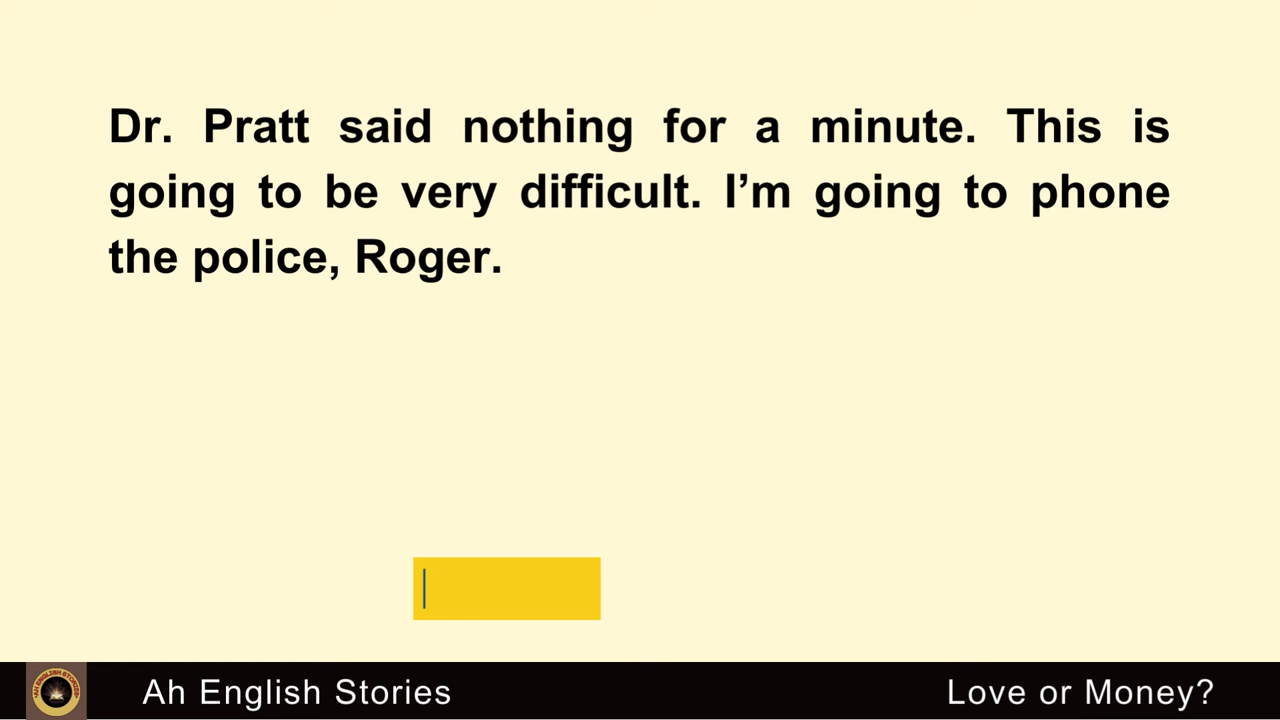 Dr. Pratt said nothing for a minute. This is
going to be very difficult. I’m going to phone
the police, Roger.
Ah English Stories
Love or Money?